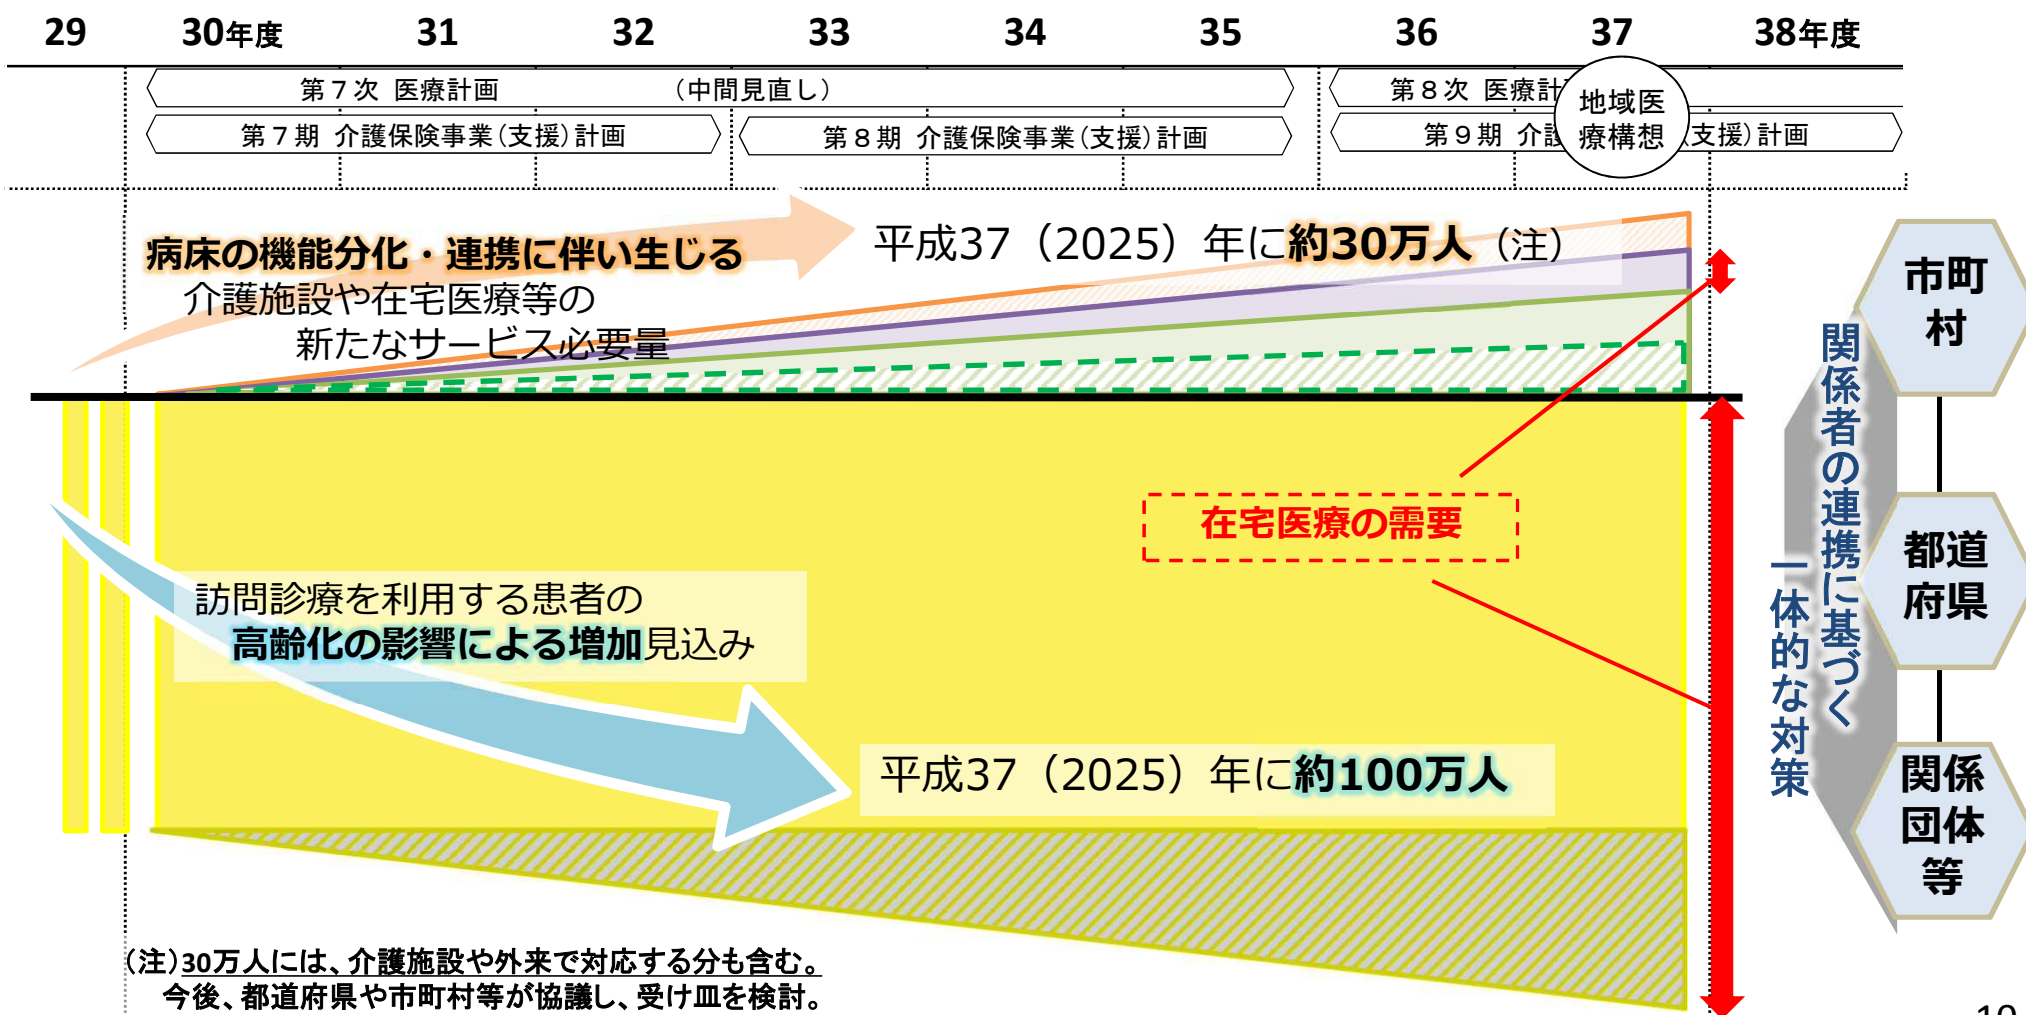 29 30年度 31 32 33 34 35 36 37 38年度
第７次 医療計画 （中間見直し）
第８次 医療計
第７期 介護保険事業（支援）計画
第８期 介護保険事業（支援）計画
第９期 介護
支援）計画
地域医
療構想
病床の機能分化・連携に伴い生じる
介護施設や在宅医療等の
新たなサービス必要量
平成37（2025）年に約30万人（注）
在宅医療の需要
訪問診療を利用する患者の
高齢化の影響による増加見込み
平成37（2025）年に約100万人
関係者の連携に基づく
一体的な対策
市町
村
都道
府県
関係
団体
等
（注）30万人には、介護施設や外来で対応する分も含む。
今後、都道府県や市町村等が協議し、受け皿を検討。